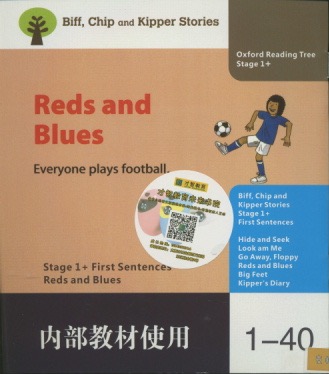 Biff, Chip and Kipper Stories
Oxford Reading Tree
Stage 1+
Reds and
Blues
Everyone plays football.
Biff, Chip and
Kipper Stories
Stage 1+
First Sentences
Hide and Seek
Look am Me
Go Away, Floppy
Reds and Blues
Big Feet
Kipper's Diary
Stage 1+ First Sentences
Reds and Blues
内部教材使用
1-40